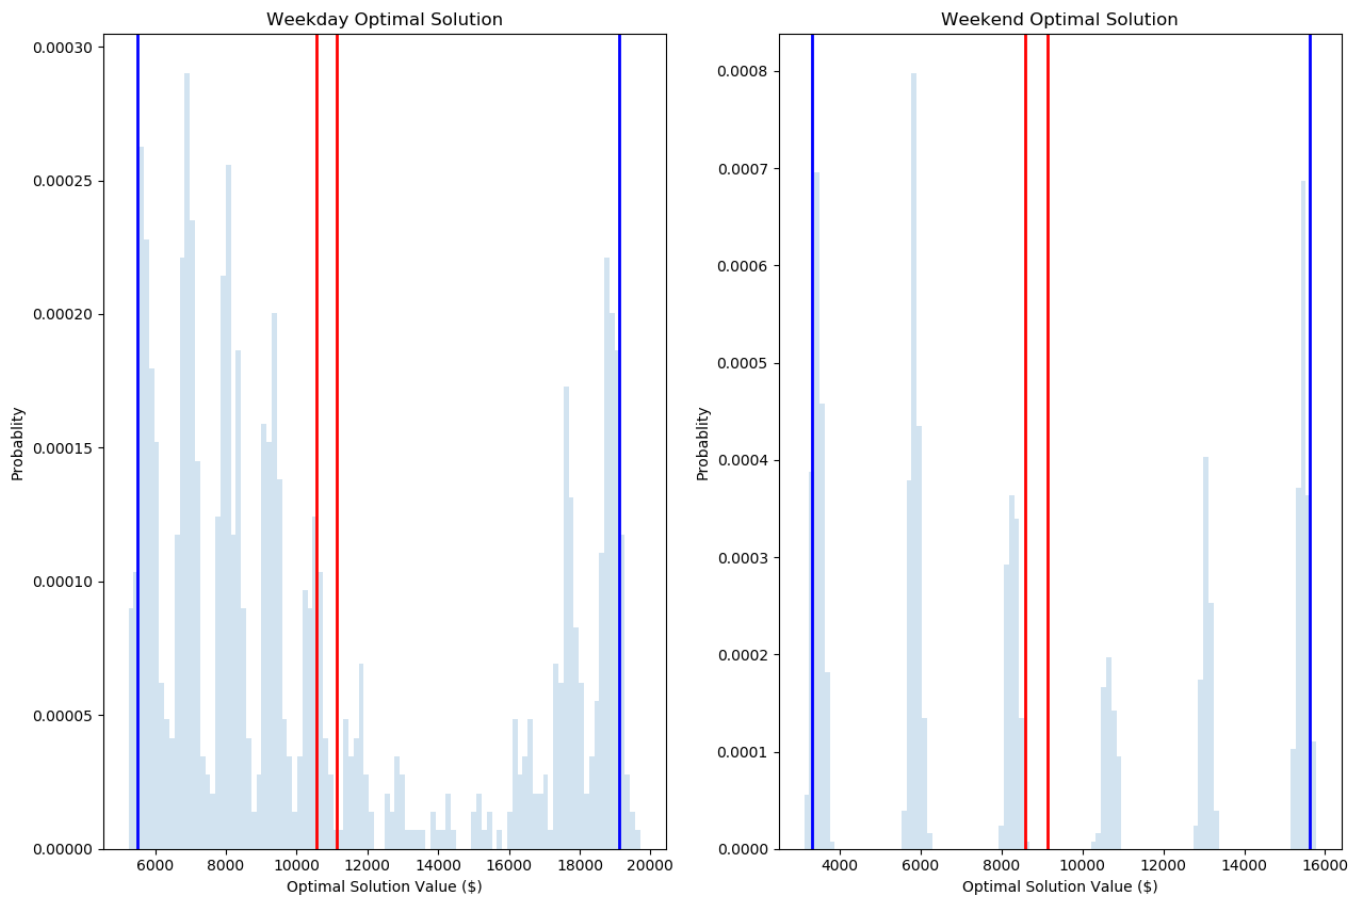 Weekday Optimal Solution
0.00030
0.00025
0.00020
0.00015
0.00010
0.00005
0.00000
Probablity
6000 8000 10000 12000 14000 16000 18000 20000
Optimal Solution Value ($)
Weekend Optimal Solution
0.0008
0.0007
0.0006
0.0005
0.0004
0.0003
0.0002
0.0001
0.0000
Probablity
4000 6000 8000 10000 12000 14000 16000
Optimal Solution Value ($)